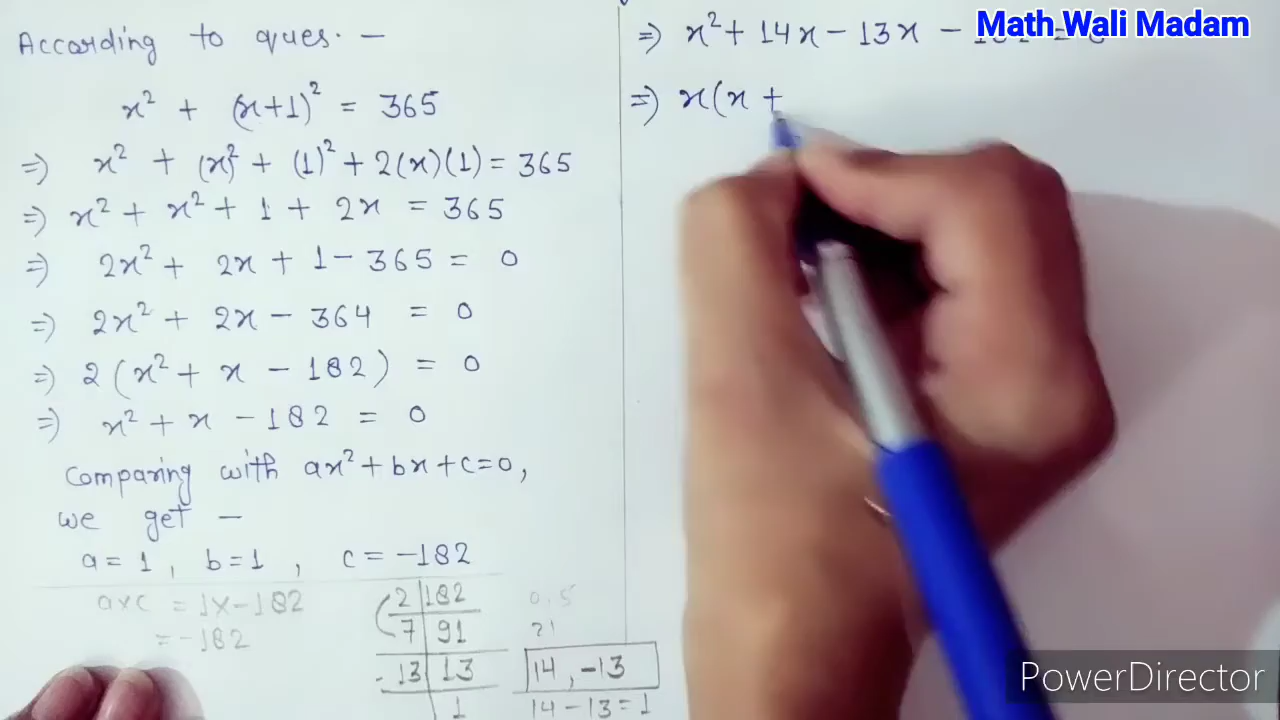 According to ques. —
x² + (x+1)² = 365
=> x² + (x)² + (1)² + 2(x)(1) = 365
=> x² + x² + 1 + 2x = 365
=> 2x² + 2x + 1 - 365 = 0
=> 2x² + 2x - 364 = 0
=> 2(x² + x - 182) = 0
=> x² + x - 182 = 0
Comparing with ax² + bx + c = 0,
we get —
a = 1, b = 1, c = -182
axc = 1x-182
= -182
2 | 182
7 | 91
13 | 13
1
14, -13
14 - 13 = 1
Math Wali Madam
=> x² + 14x - 13x -
=> x(x +
PowerDirector